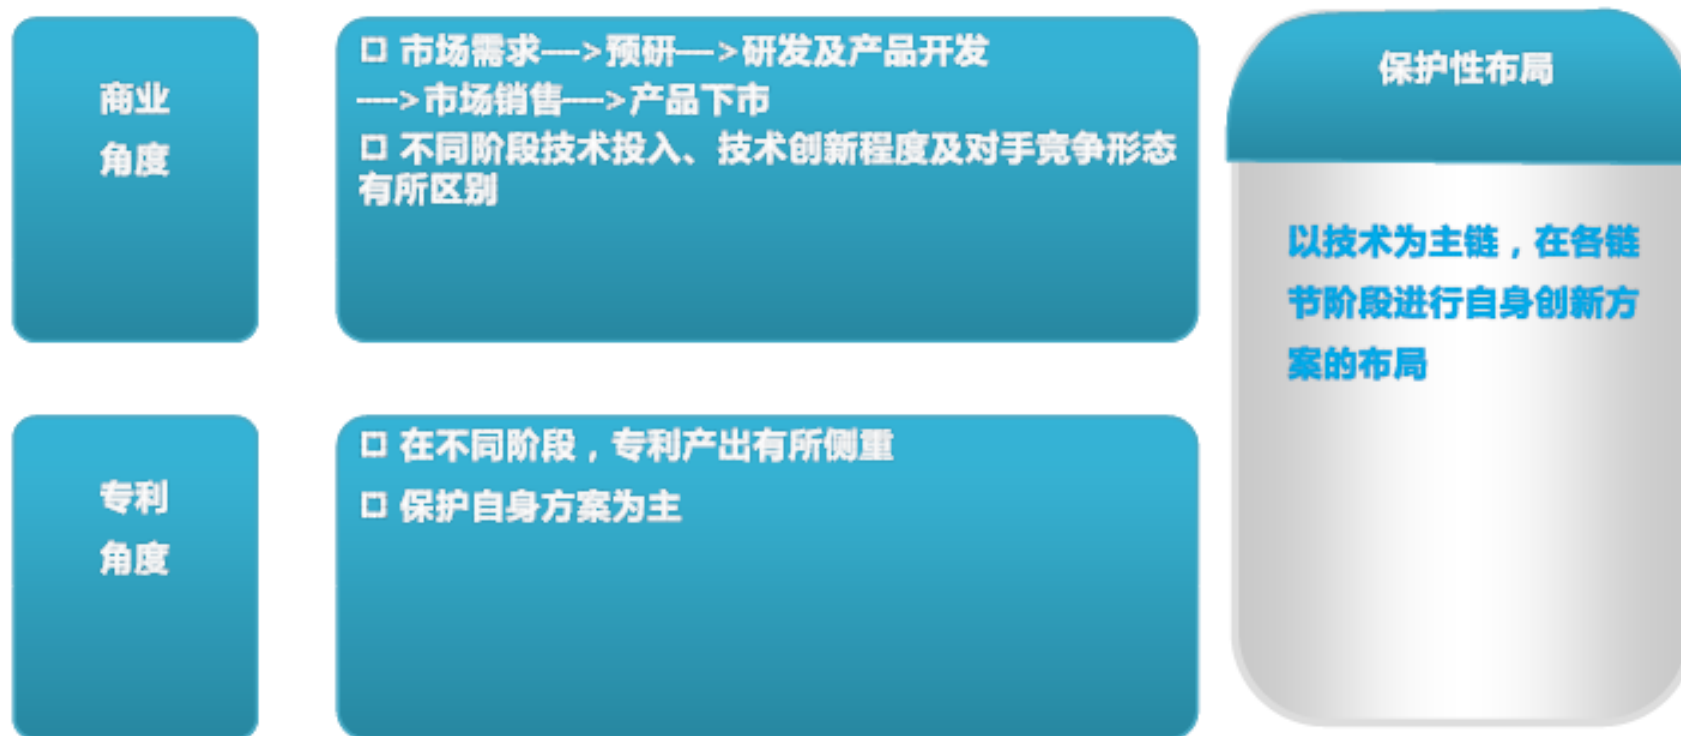 商业
角度
□ 市场需求—>预研—>研发及产品开发
—>市场销售—>产品下市
□ 不同阶段技术投入、技术创新程度及对手竞争形态
有所区别
保护性布局
以技术为主链，在各链
节阶段进行自身创新方
案的布局
专利
角度
□ 在不同阶段，专利产出有所侧重
□ 保护自身方案为主